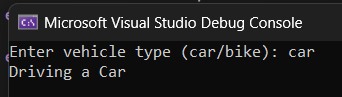 Microsoft Visual Studio Debug Console
Enter vehicle type (car/bike): car
Driving a Car